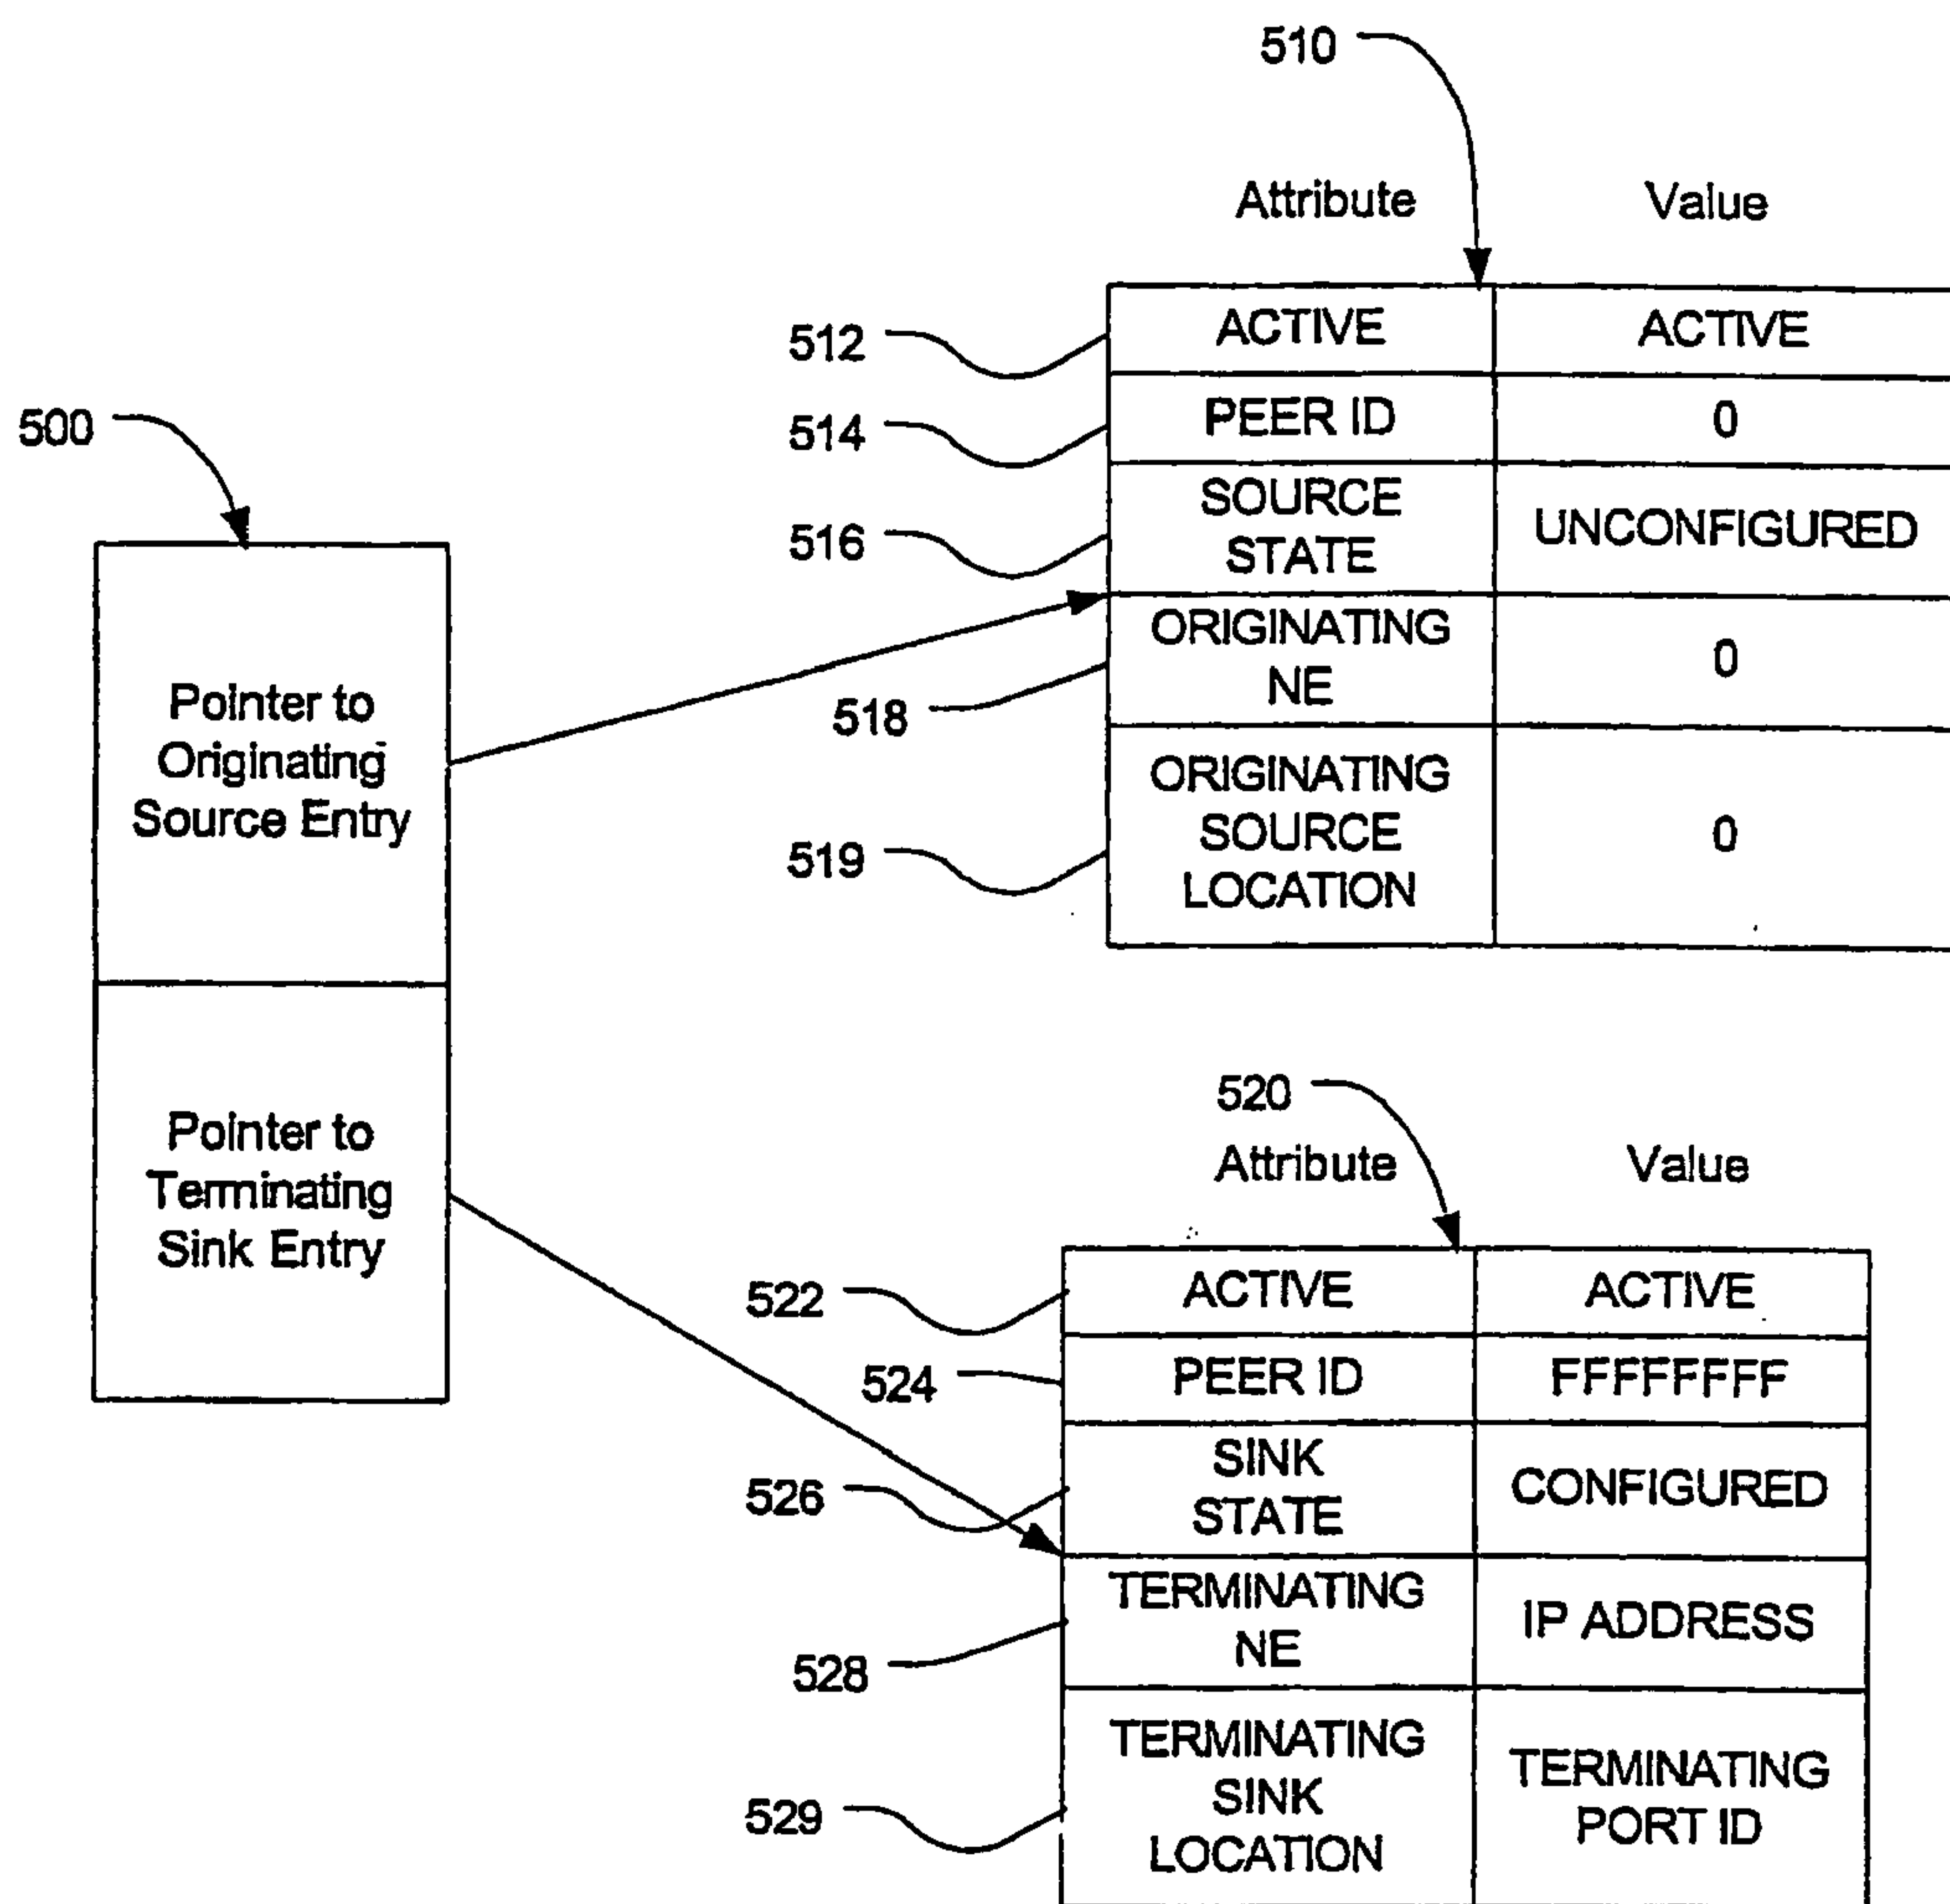 510
Attribute Value
512 ACTIVE ACTIVE
514 PEER ID 0
500
516 SOURCE STATE UNCONFIGURED
518 ORIGINATING NE 0
519 ORIGINATING SOURCE LOCATION 0
Pointer to
Originating
Source Entry
Pointer to
Terminating
Sink Entry
520
Attribute Value
522 ACTIVE ACTIVE
524 PEER ID FFFFFFFF
526 SINK STATE CONFIGURED
528 TERMINATING NE IP ADDRESS
529 TERMINATING SINK LOCATION TERMINATING PORT ID